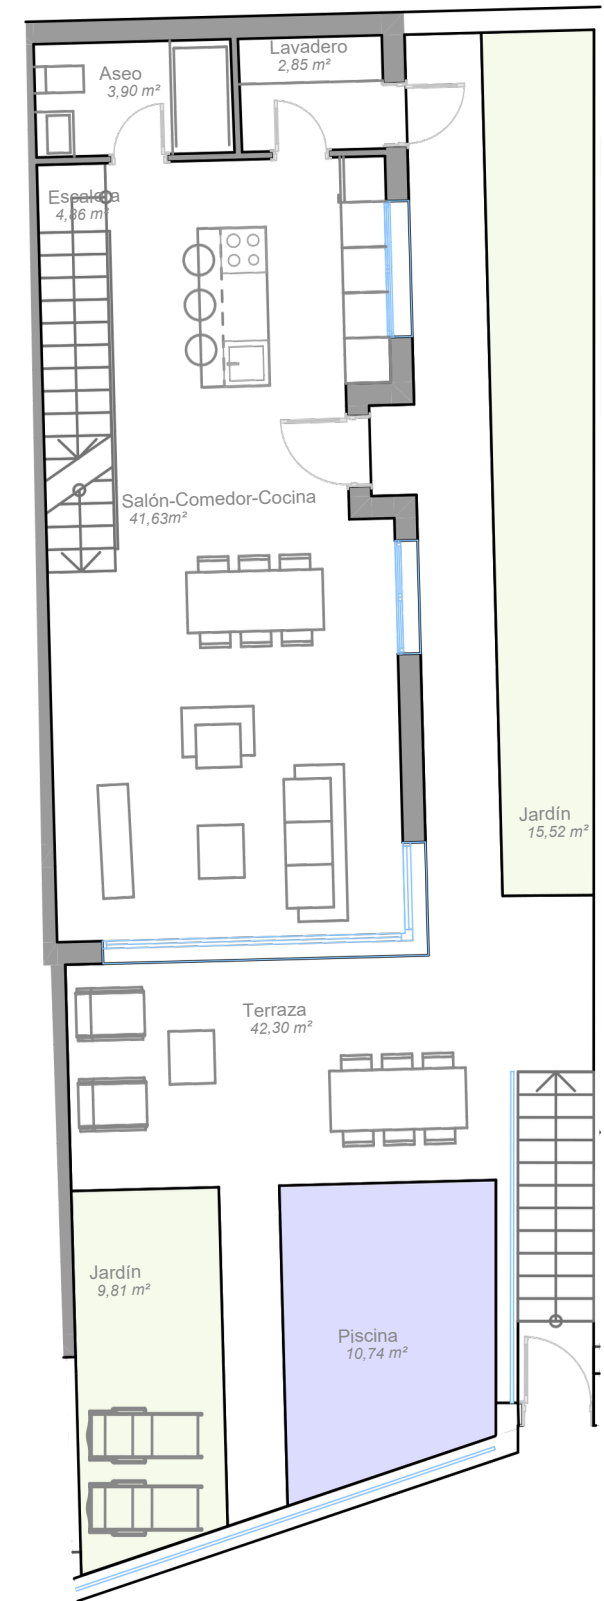 Aseo
3,90 m²
Lavadero
2,85 m²
Escalera
4,86 m²
Salón-Comedor-Cocina
41,63m²
Jardín
15,52 m²
Terraza
42,30 m²
Jardín
9,81 m²
Piscina
10,74 m²